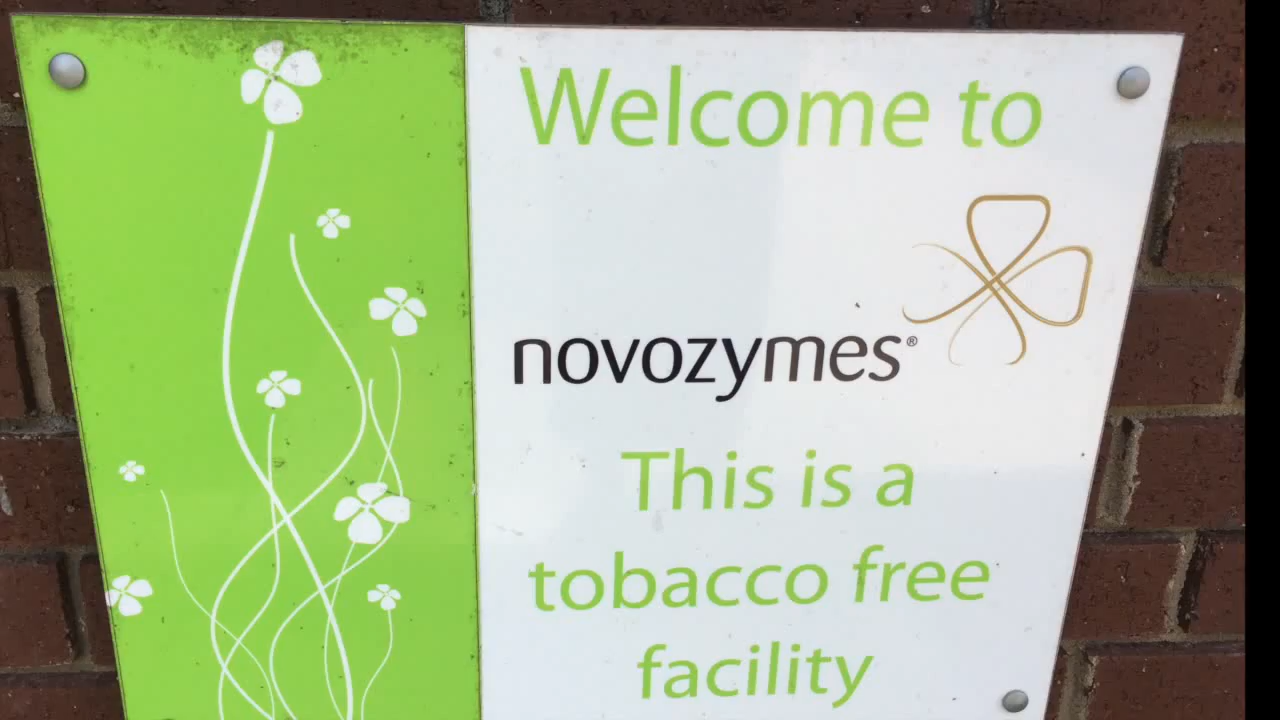 Welcome to
novozymes®
This is a
tobacco free
facility